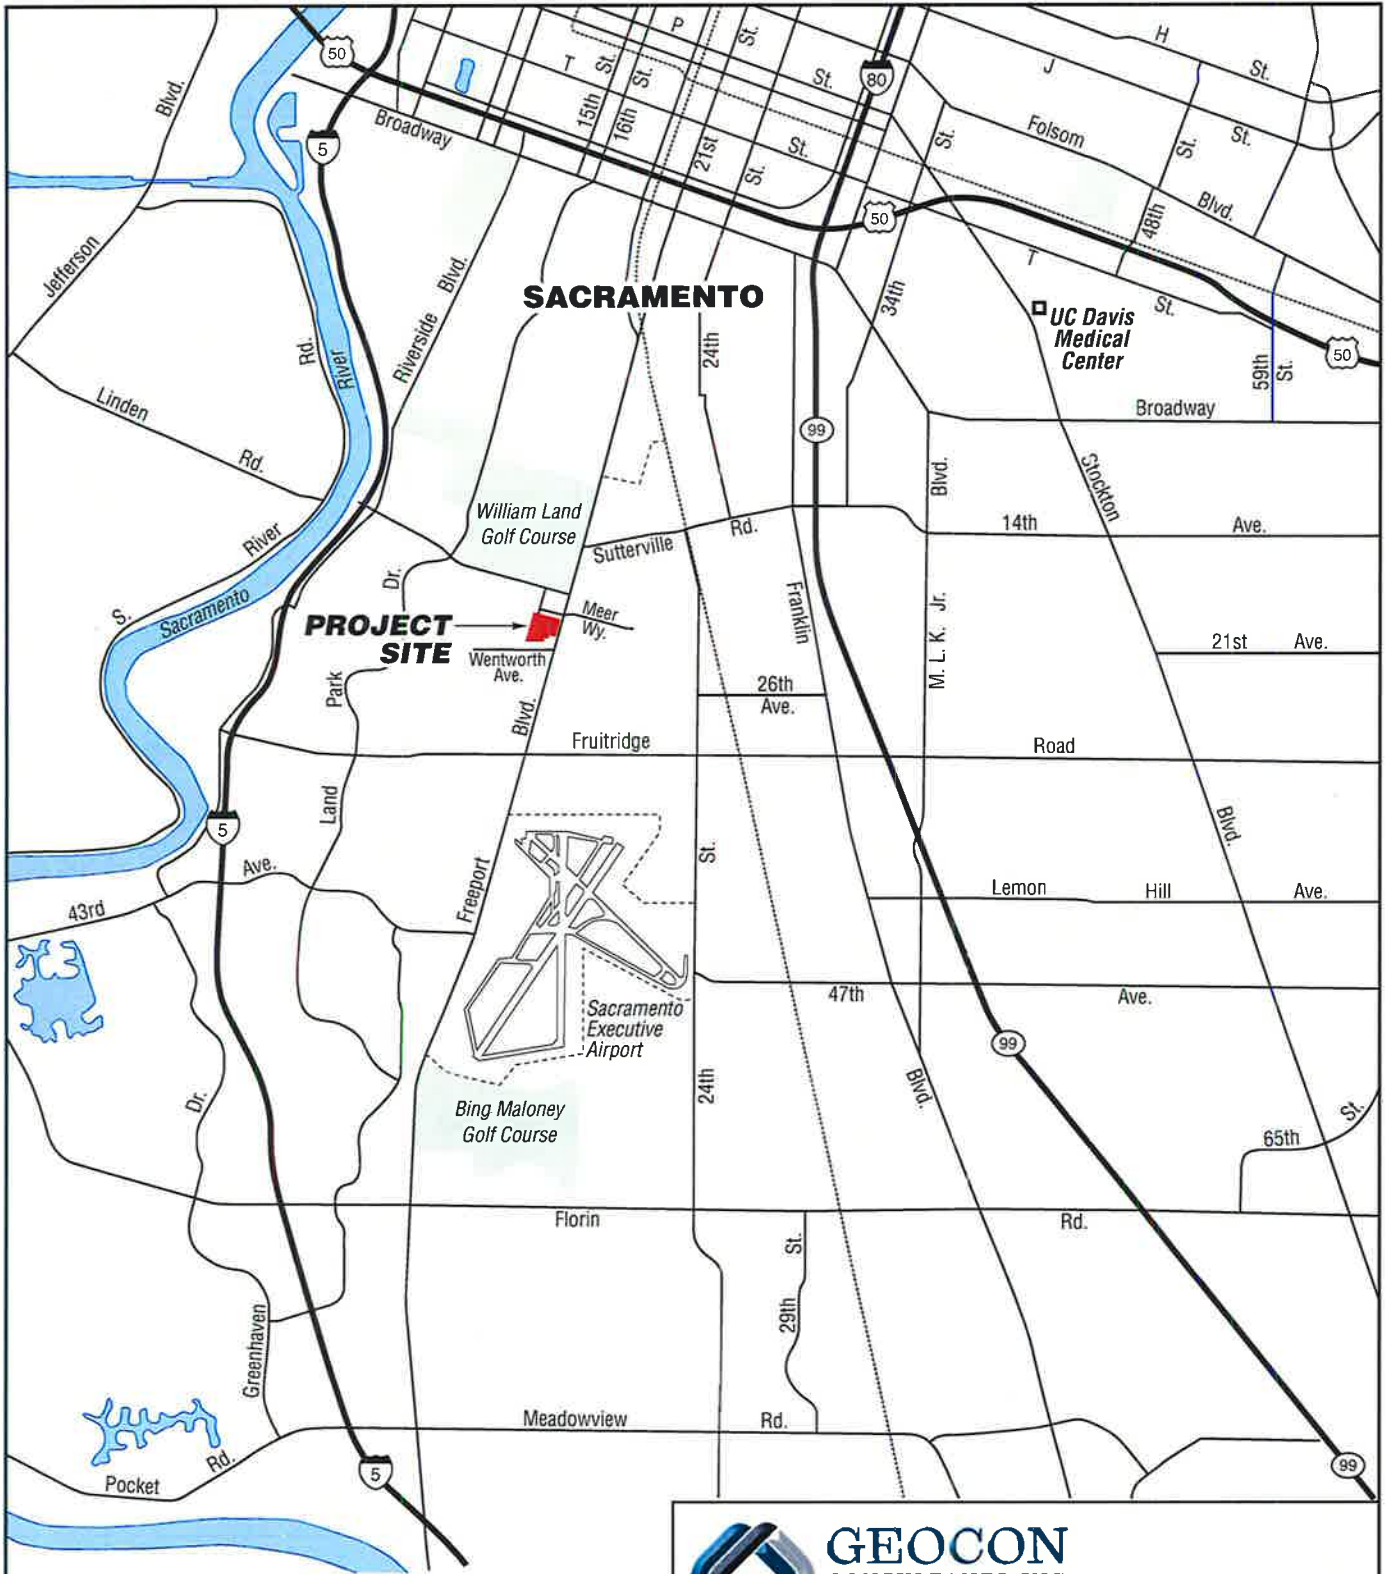 P
H
St.
50
T
St.
St.
St.
80
J
St.
Blvd.
15th
16th
Broadway
5
21st
St.
St.
St.
Folsom
St.
St.
Blvd.
48th
50
Jefferson
Riverside
Blvd.
T
St.
SACRAMENTO
34th
UC Davis
Medical
Center
50
Rd.
River
24th
59th
St.
Linden
Rd.
Broadway
99
Blvd.
Stockton
William Land
Golf Course
Sutterville
Rd.
14th
Ave.
River
S.
Sacramento
Dr.
Franklin
M. L. K. Jr.
PROJECT
SITE
Meer
Wy.
Wentworth
Ave.
21st
Ave.
Park
Blvd.
26th
Ave.
Fruitridge
Road
Land
5
Blvd.
St.
Ave.
43rd
Freeport
Lemon
Hill
Ave.
47th
Ave.
Sacramento
Executive
Airport
99
24th
Blvd.
Dr.
Bing Maloney
Golf Course
65th
St.
Florin
Rd.
St.
29th
Greenhaven
Meadowview
Rd.
Pocket
Rd.
5
99
GEOCON